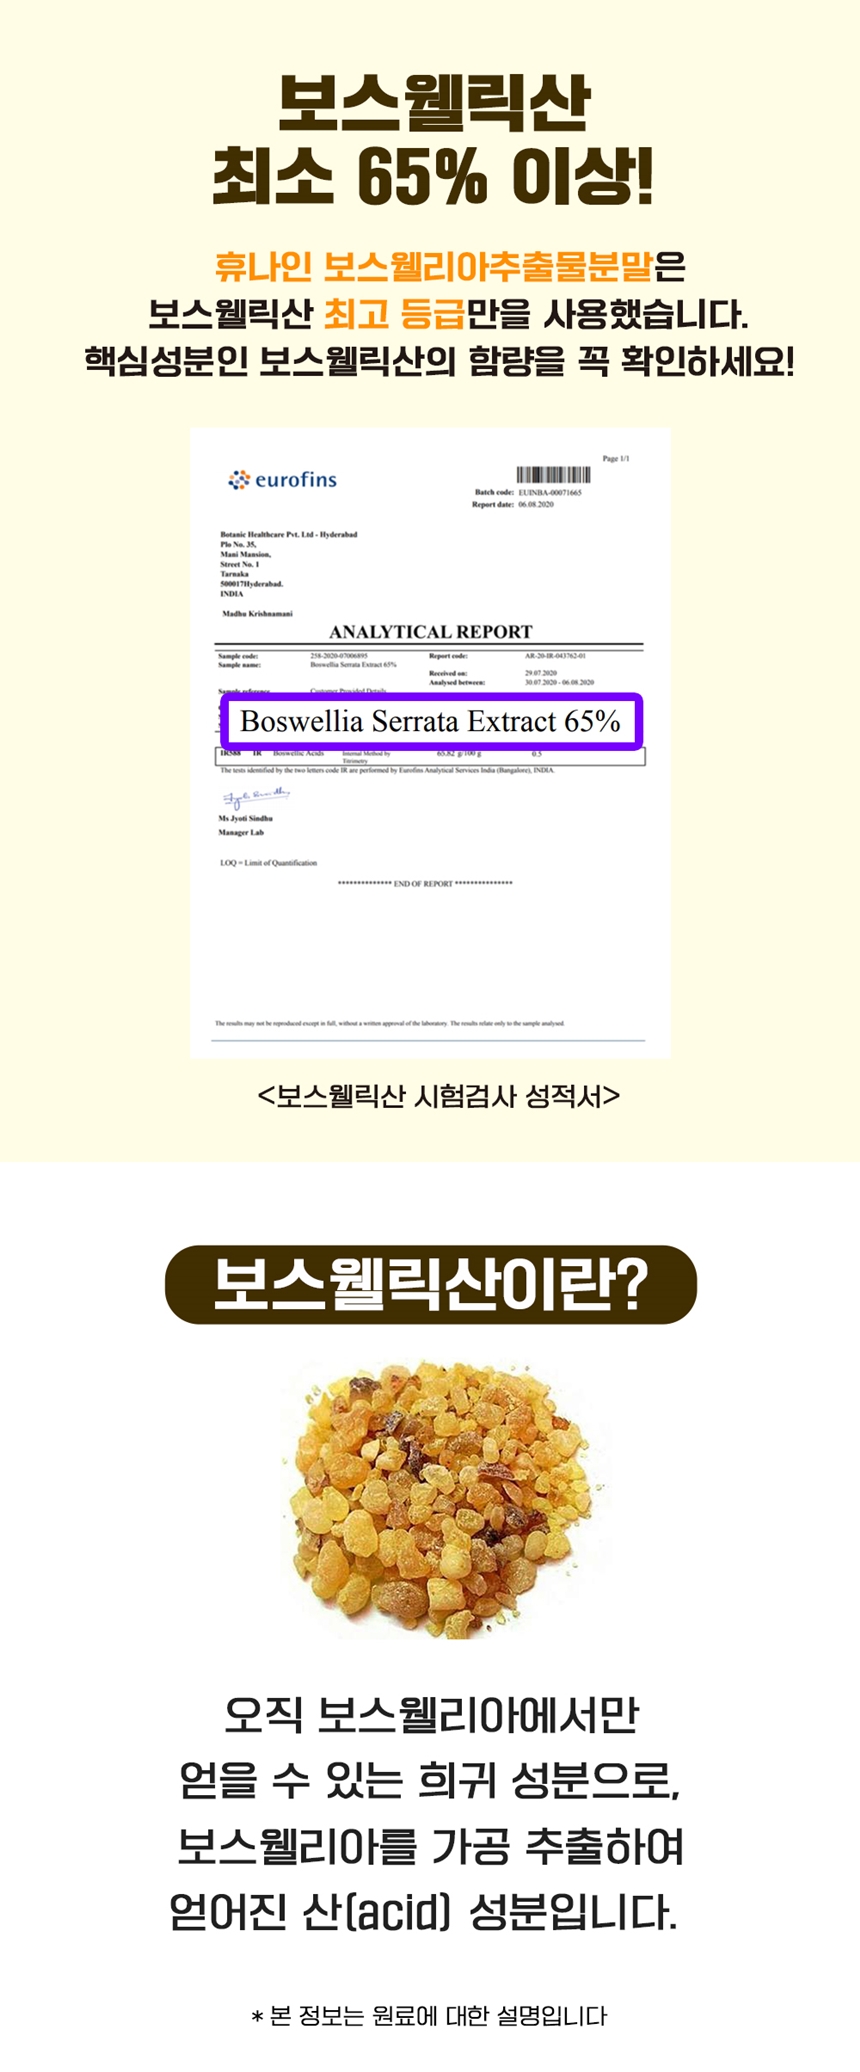 보스웰릭산
최소 65% 이상!
휴나인 보스웰리아추출물분말은
보스웰릭산 최고 등급만을 사용했습니다.
핵심성분인 보스웰릭산의 함량을 꼭 확인하세요!
eurofins
Page 1/1
Batch code: EUINBA-00071665
Report date: 06.08.2020
Botanic Healthcare Pvt. Ltd - Hyderabad
Plo No. 35,
Mani Mansion,
Street No. 1
Tarnaka
500017Hyderabad.
INDIA
Madhu Krishnamani
ANALYTICAL REPORT
Sample code: 258-2020-07006895 Report code: AR-20-IR-043762-01
Sample name: Boswellia Serrata Extract 65%
Received on: 29.07.2020
Analysed between: 30.07.2020 - 06.08.2020
Sample reference Customer Provided Details
Boswellia Serrata Extract 65%
IR588 IR Boswellic Acids Internal Method by Titrimetry 65.82 g/100 g 0.5
The tests identified by the two letters code IR are performed by Eurofins Analytical Services India (Bangalore), INDIA.
Ms Jyoti Sindhu
Manager Lab
LOQ = Limit of Quantification
************** END OF REPORT ***************
The results may not be reproduced except in full, without a written approval of the laboratory. The results relate only to the sample analysed.
<보스웰릭산 시험검사 성적서>
보스웰릭산이란?
오직 보스웰리아에서만
얻을 수 있는 희귀 성분으로,
보스웰리아를 가공 추출하여
얻어진 산(acid) 성분입니다.
* 본 정보는 원료에 대한 설명입니다